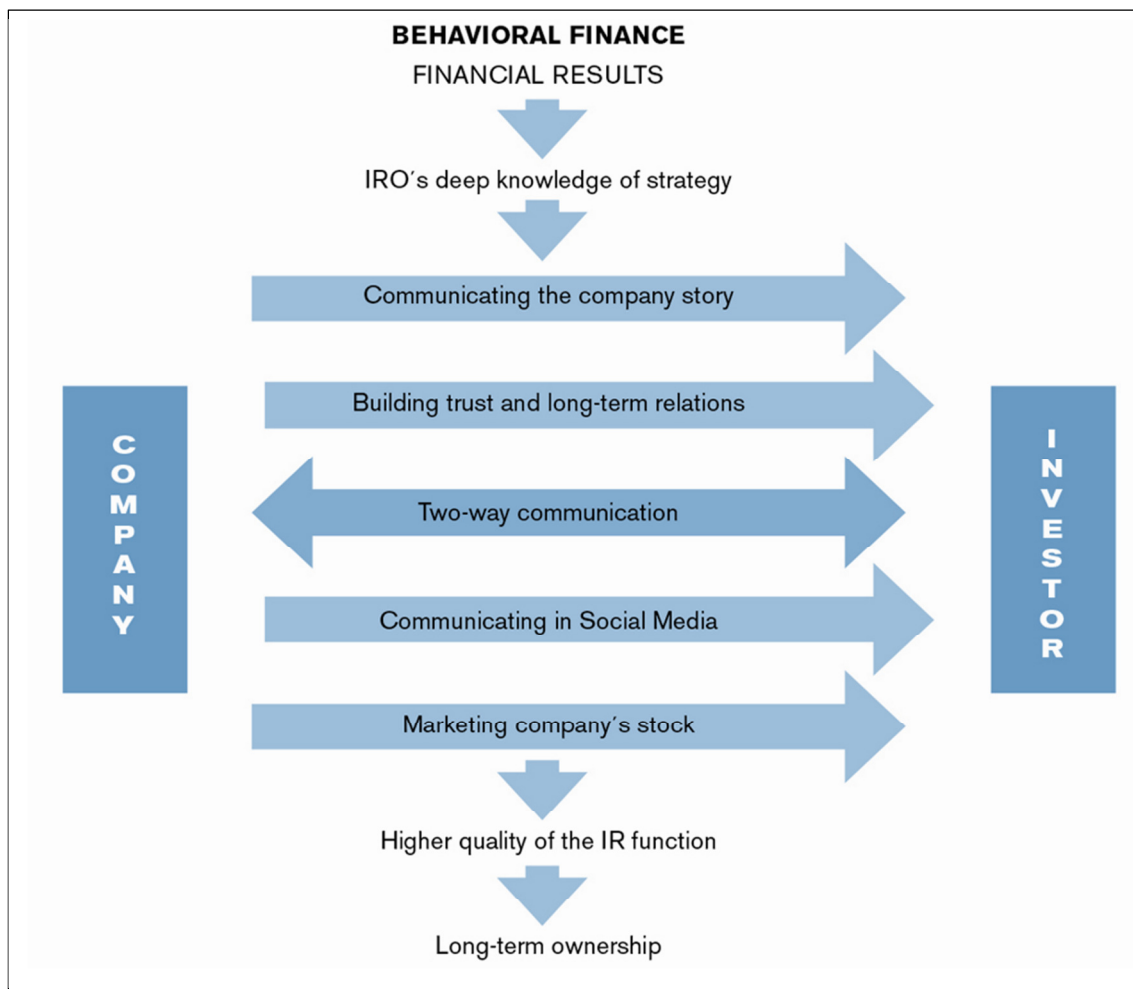 BEHAVIORAL FINANCE
FINANCIAL RESULTS
IRO´s deep knowledge of strategy
Communicating the company story
Building trust and long-term relations
COMPANY
INVESTOR
Two-way communication
Communicating in Social Media
Marketing company´s stock
Higher quality of the IR function
Long-term ownership